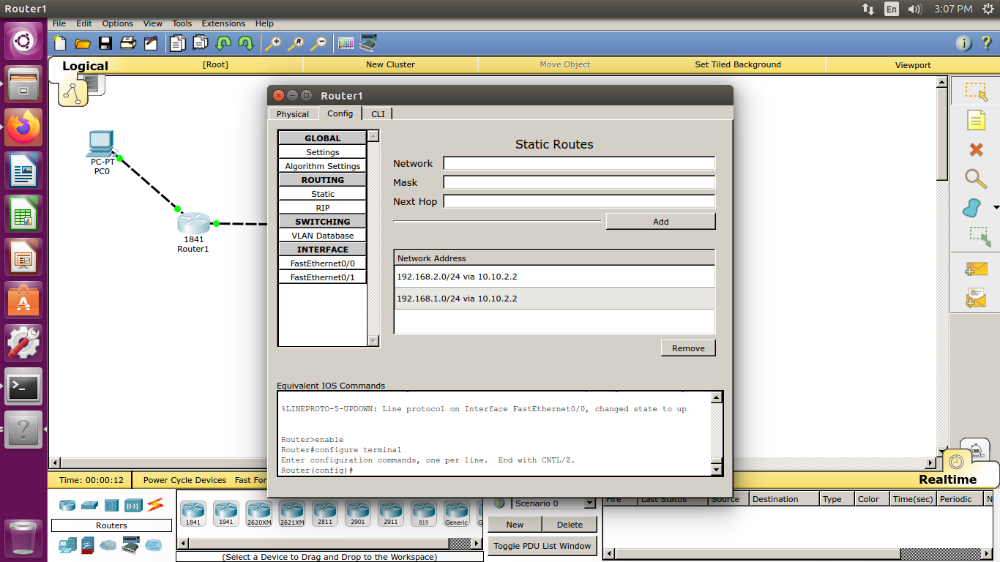 Router1
En
3:07 PM
File Edit Options View Tools Extensions Help
Logical
[Root]
New Cluster
Move Object
Set Tiled Background
Viewport
PC-PT
PC0
1841
Router1
Router1
Physical
Config
CLI
GLOBAL
Settings
Algorithm Settings
ROUTING
Static
RIP
SWITCHING
VLAN Database
INTERFACE
FastEthernet0/0
FastEthernet0/1
Static Routes
Network
Mask
Next Hop
Add
Network Address
192.168.2.0/24 via 10.10.2.2
192.168.1.0/24 via 10.10.2.2
Remove
Equivalent IOS Commands
%LINEPROTO-5-UPDOWN: Line protocol on Interface FastEthernet0/0, changed state to up
Router>enable
Router#configure terminal
Enter configuration commands, one per line. End with CNTL/Z.
Router(config)#
Time: 00:00:12
Power Cycle Devices Fast For
Realtime
Routers
1841
1941
2620XM
2621XM
2811
2901
2911
819
Generic
G
(Select a Device to Drag and Drop to the Workspace)
Scenario 0
New
Delete
Toggle PDU List Window
Fire
Last Status
Source
Destination
Type
Color
Time(sec)
Periodic
N